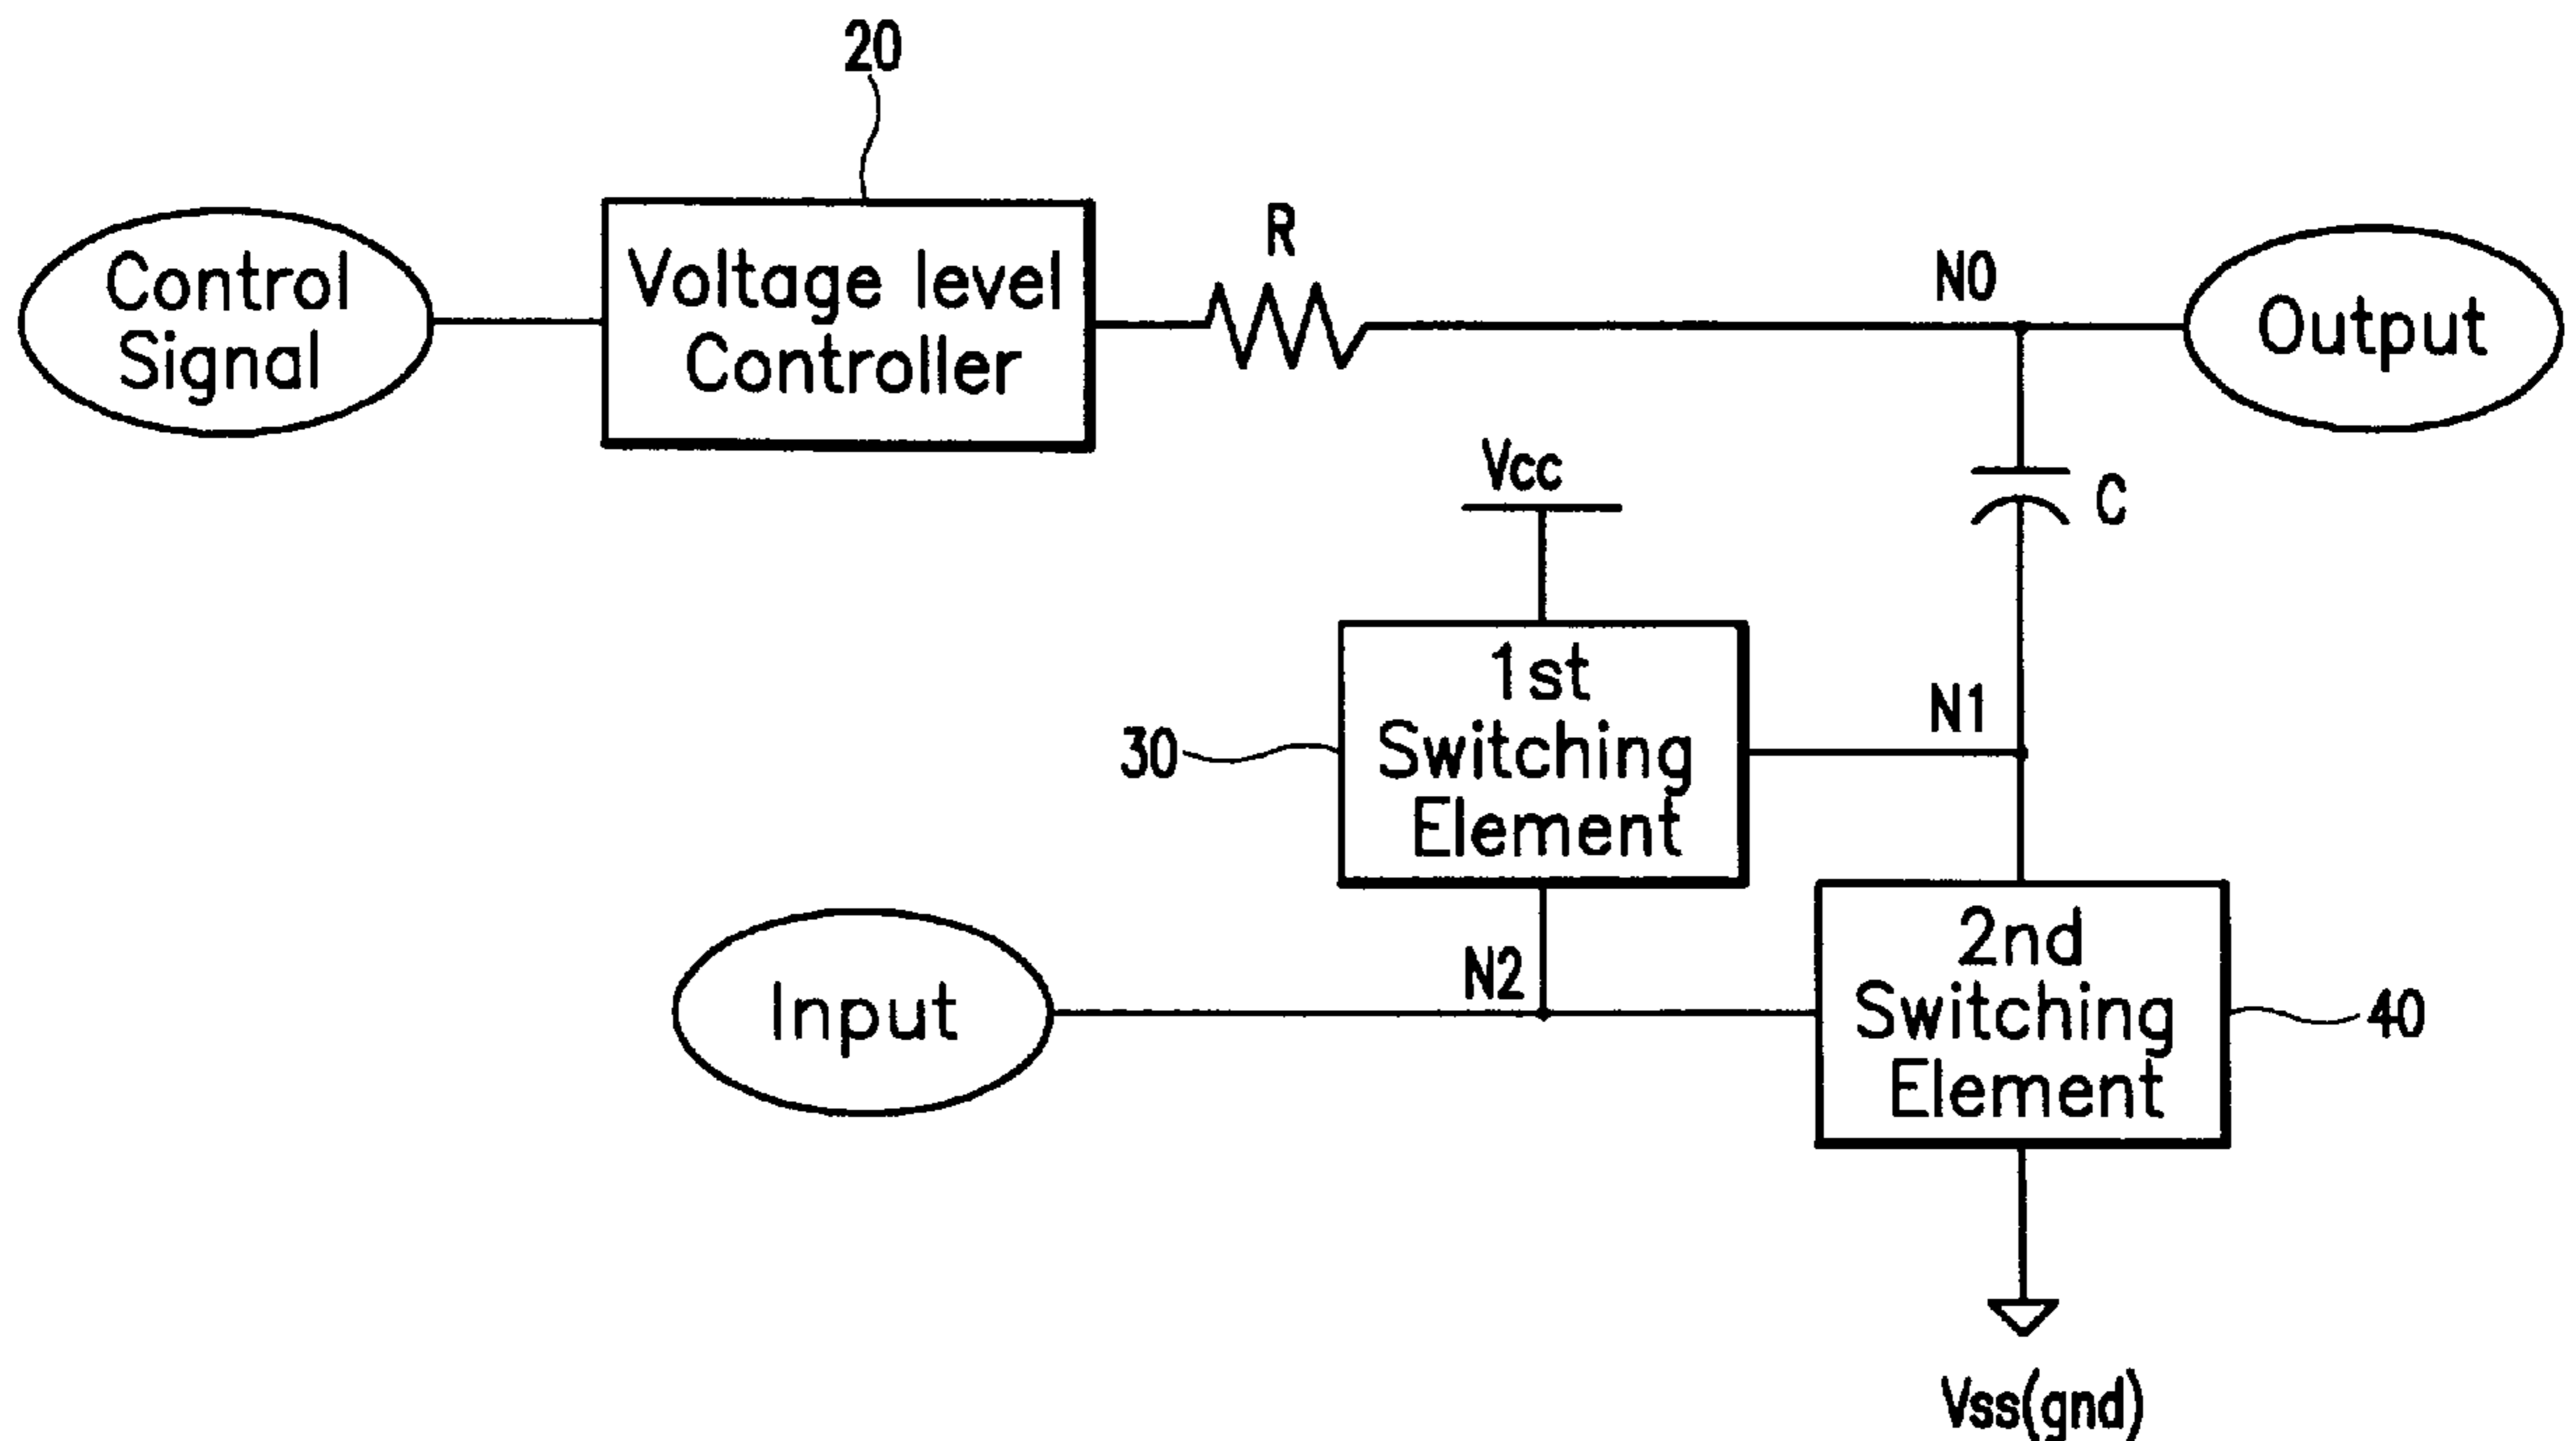 20
Control
Signal
Voltage level
Controller
R
N0
Output
Vcc
C
1st
Switching
Element
30
N1
Input
N2
2nd
Switching
Element
40
Vss(gnd)